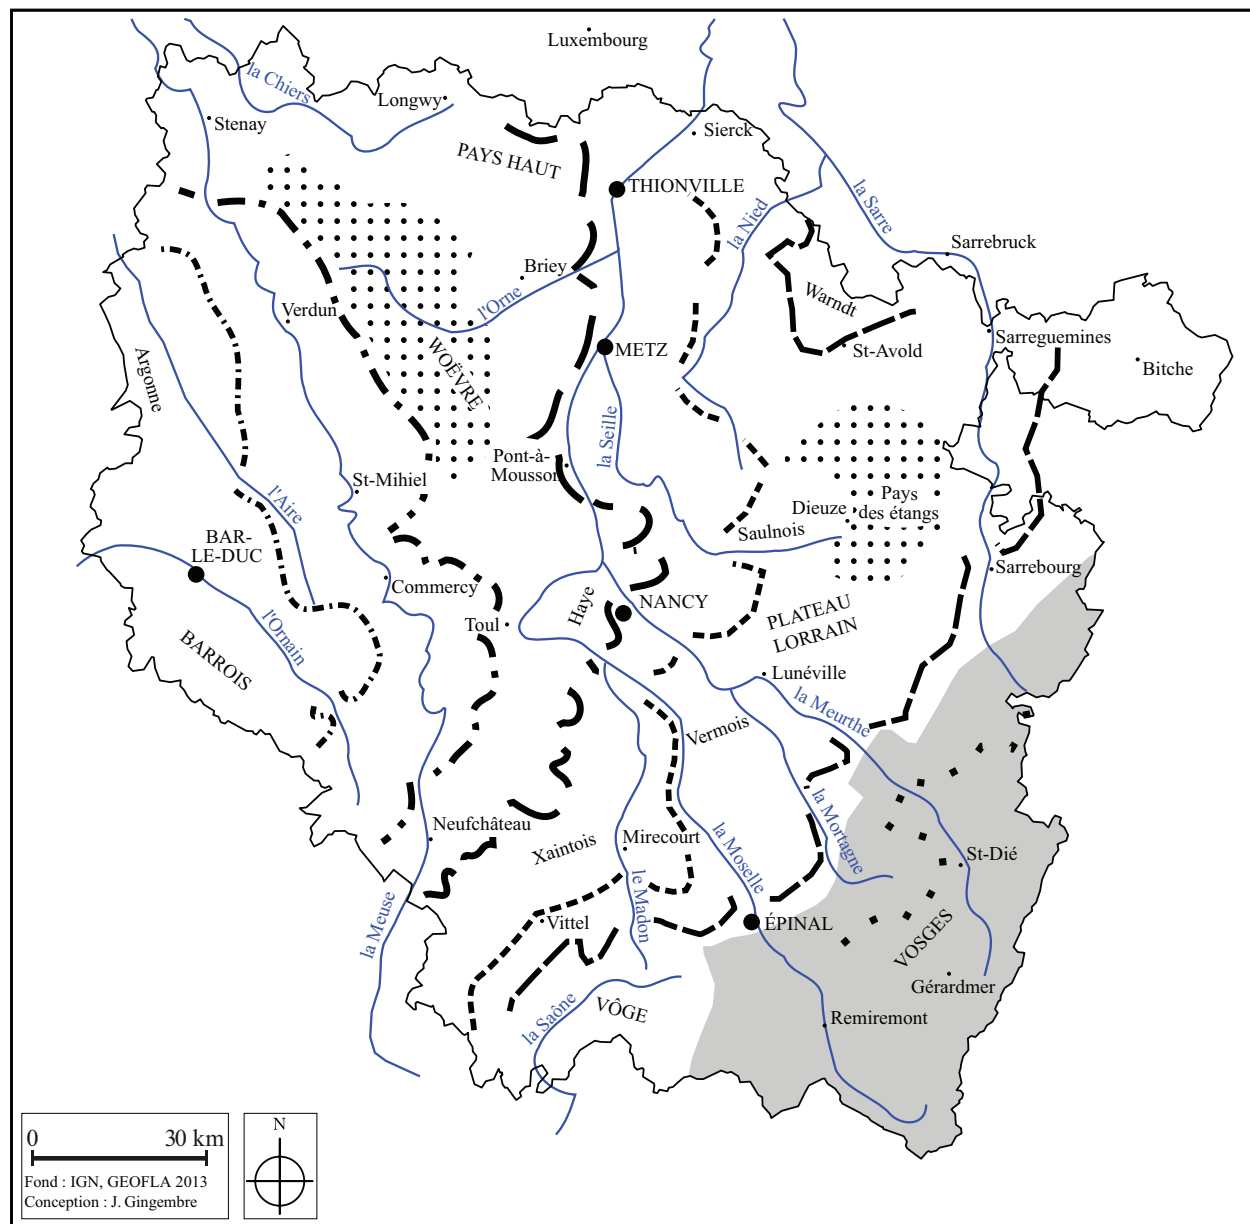 Luxembourg
la Chiers
Longwy
Stenay
Sierck
PAYS HAUT
THIONVILLE
la Nied
la Sarre
Sarrebruck
Briey
l'Orne
Warndt
Verdun
Argonne
WOËVRE
METZ
St-Avold
Sarreguemines
Bitche
la Seille
Pont-à-
Mousson
St-Mihiel
l'Aire
Dieuze
Pays
des étangs
Saulnois
BAR-
LE-DUC
Commercy
Sarrebourg
Haye
NANCY
PLATEAU
LORRAIN
Toul
l'Ornain
BARROIS
Lunéville
la Meurthe
Vermois
la Mortagne
Neufchâteau
Xaintois
Mirecourt
la Moselle
St-Dié
le Madon
la Meuse
Vittel
ÉPINAL
VOSGES
Gérardmer
la Saône
VÔGE
Remiremont
0 30 km
Fond : IGN, GEOFLA 2013
Conception : J. Gingembre
N